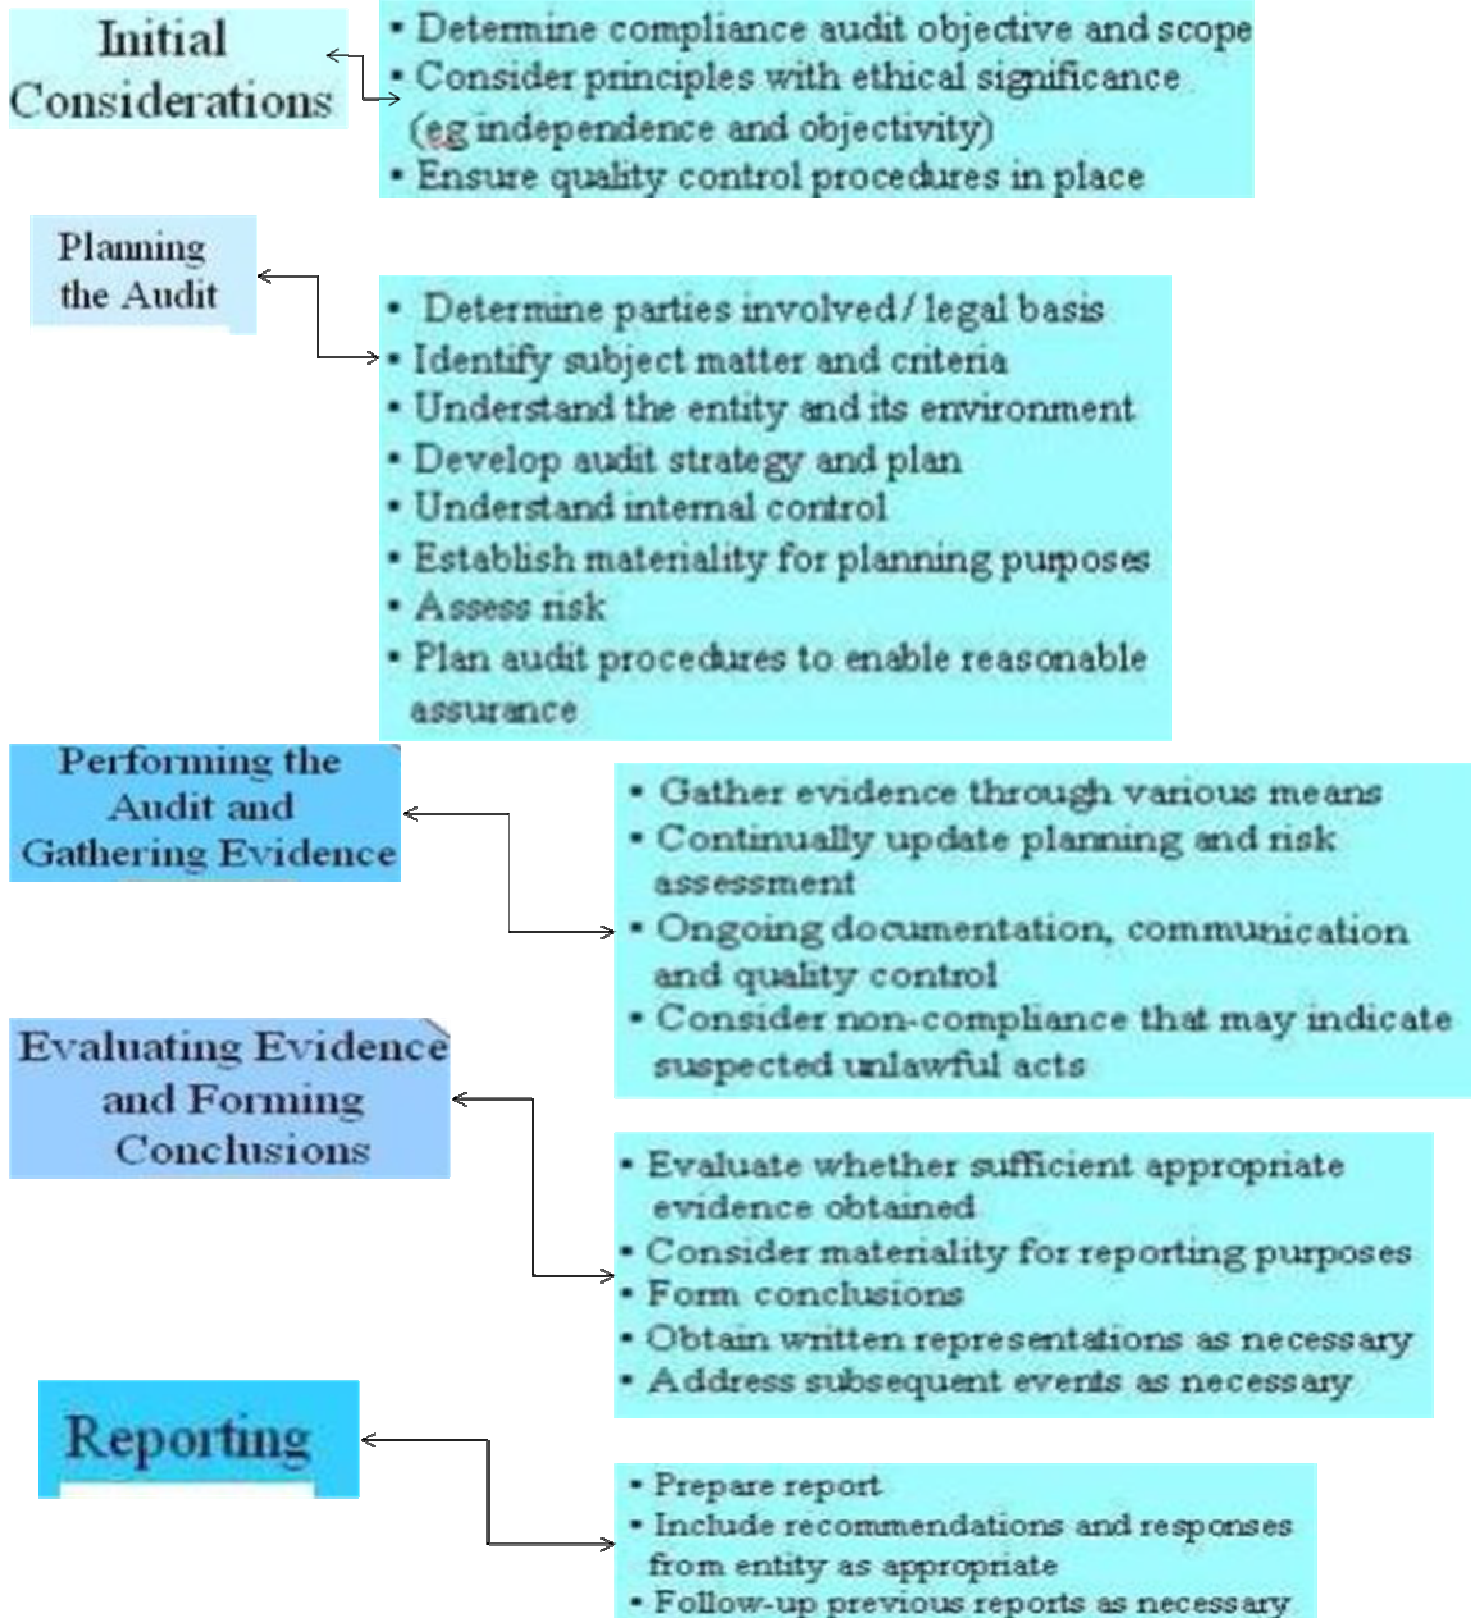 Initial
Considerations
▪ Determine compliance audit objective and scope
▪ Consider principles with ethical significance
(eg independence and objectivity)
▪ Ensure quality control procedures in place
Planning
the Audit
▪ Determine parties involved / legal basis
▪ Identify subject matter and criteria
▪ Understand the entity and its environment
▪ Develop audit strategy and plan
▪ Understand internal control
▪ Establish materiality for planning purposes
▪ Assess risk
▪ Plan audit procedures to enable reasonable
assurance
Performing the
Audit and
Gathering Evidence
▪ Gather evidence through various means
▪ Continually update planning and risk
assessment
▪ Ongoing documentation, communication
and quality control
▪ Consider non-compliance that may indicate
suspected unlawful acts
Evaluating Evidence
and Forming
Conclusions
▪ Evaluate whether sufficient appropriate
evidence obtained
▪ Consider materiality for reporting purposes
▪ Form conclusions
▪ Obtain written representations as necessary
▪ Address subsequent events as necessary
Reporting
▪ Prepare report
▪ Include recommendations and responses
from entity as appropriate
▪ Follow-up previous reports as necessary